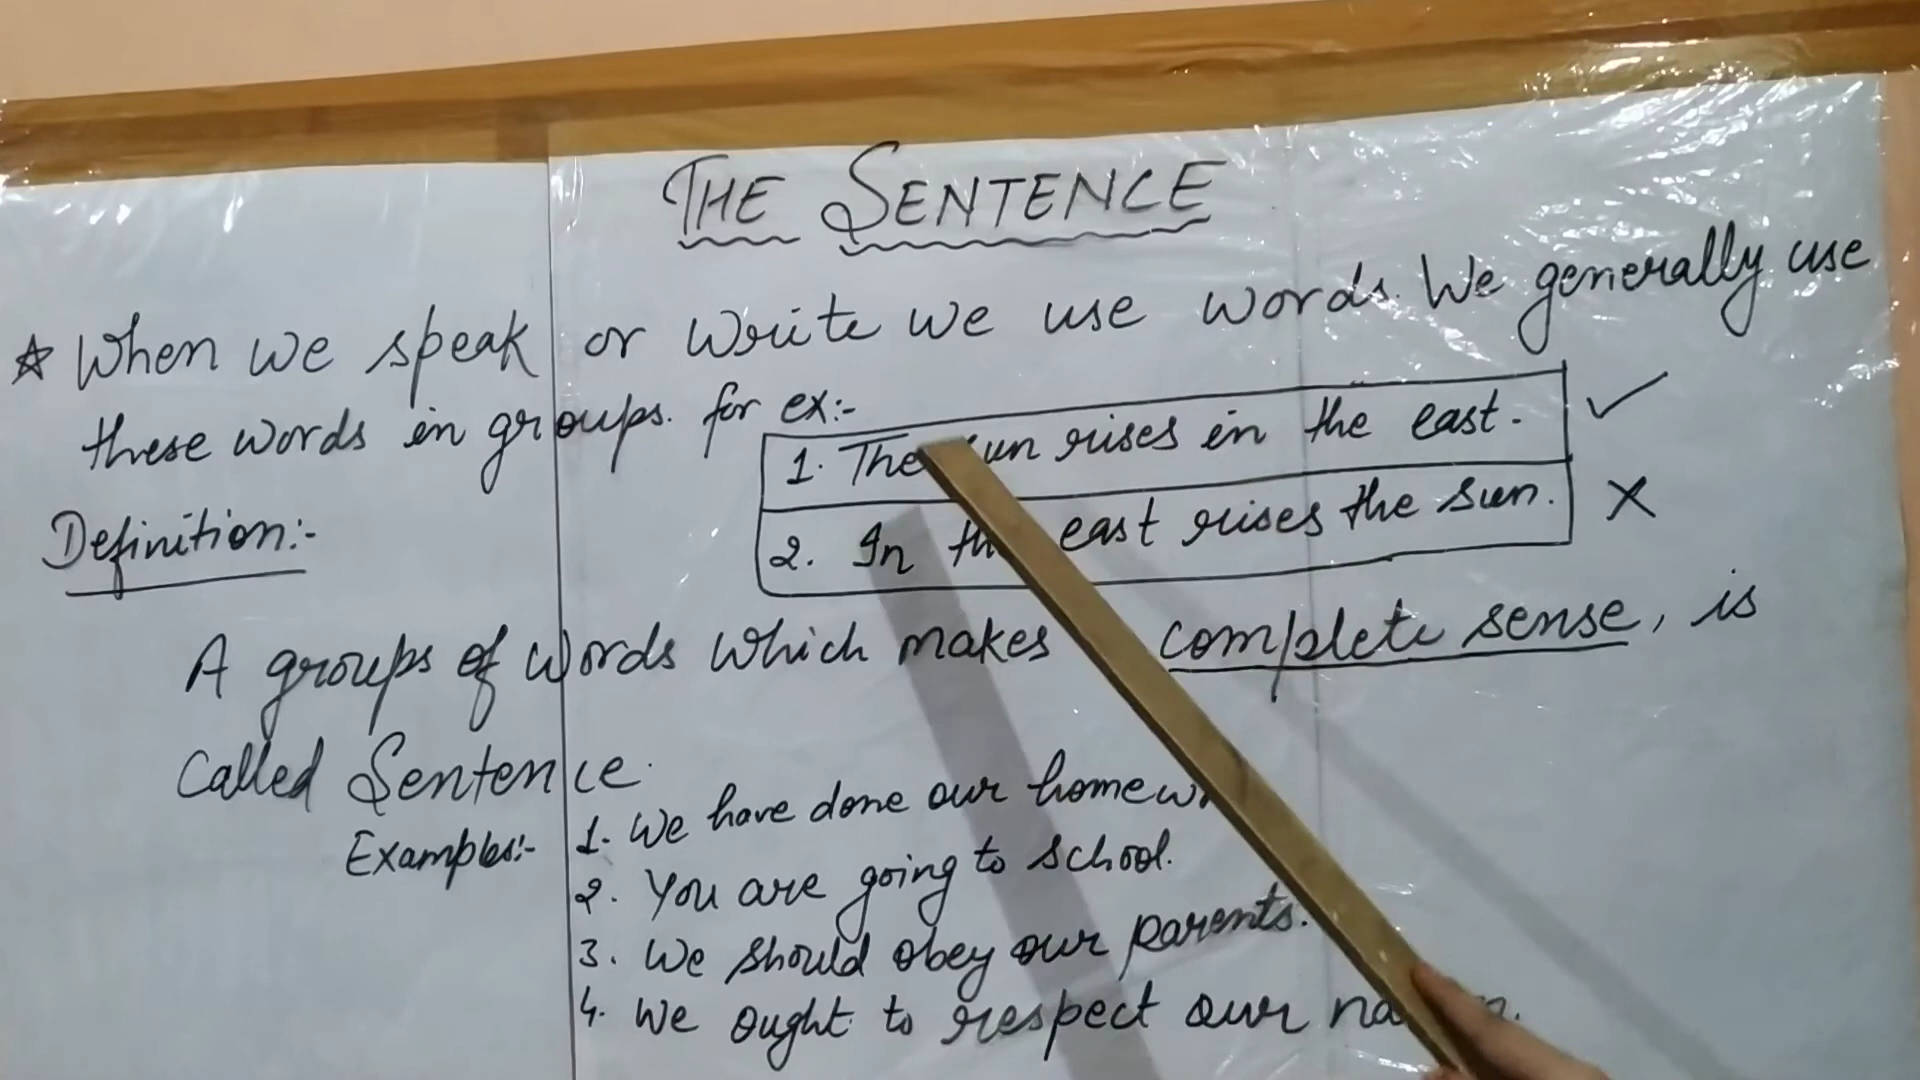 THE SENTENCE
☆ When we speak or write we use words. We generally use
these words in groups. for ex:-
1. The sun rises in the east. ✓
2. In the east rises the sun. ✗
Definition:-
A groups of words which makes complete sense, is
called Sentence.
Examples:-
1. We have done our
2. You are going to school.
3. We should obey our parents.
4. We ought to respect our